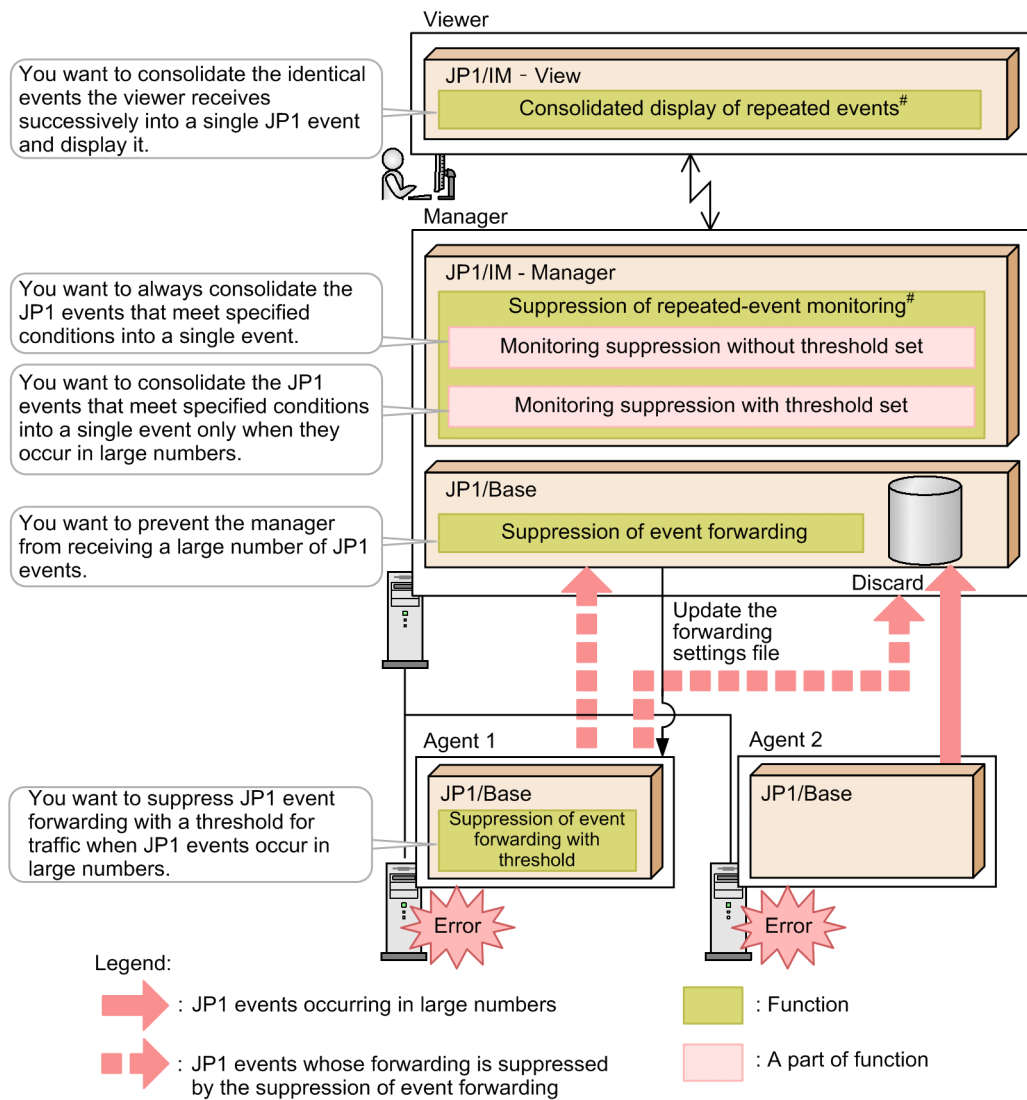 Viewer
JP1/IM - View
Consolidated display of repeated events#
You want to consolidate the identical
events the viewer receives
successively into a single JP1 event
and display it.
Manager
JP1/IM - Manager
Suppression of repeated-event monitoring#
You want to always consolidate the
JP1 events that meet specified
conditions into a single event.
Monitoring suppression without threshold set
You want to consolidate the JP1
events that meet specified conditions
into a single event only when they
occur in large numbers.
Monitoring suppression with threshold set
JP1/Base
Suppression of event forwarding
You want to prevent the manager
from receiving a large number of JP1
events.
Discard
Update the
forwarding
settings file
Agent 1
JP1/Base
Suppression of event
forwarding with
threshold
Agent 2
JP1/Base
You want to suppress JP1 event
forwarding with a threshold for
traffic when JP1 events occur in
large numbers.
Error
Error
Legend:
: JP1 events occurring in large numbers
: Function
: JP1 events whose forwarding is suppressed
by the suppression of event forwarding
: A part of function